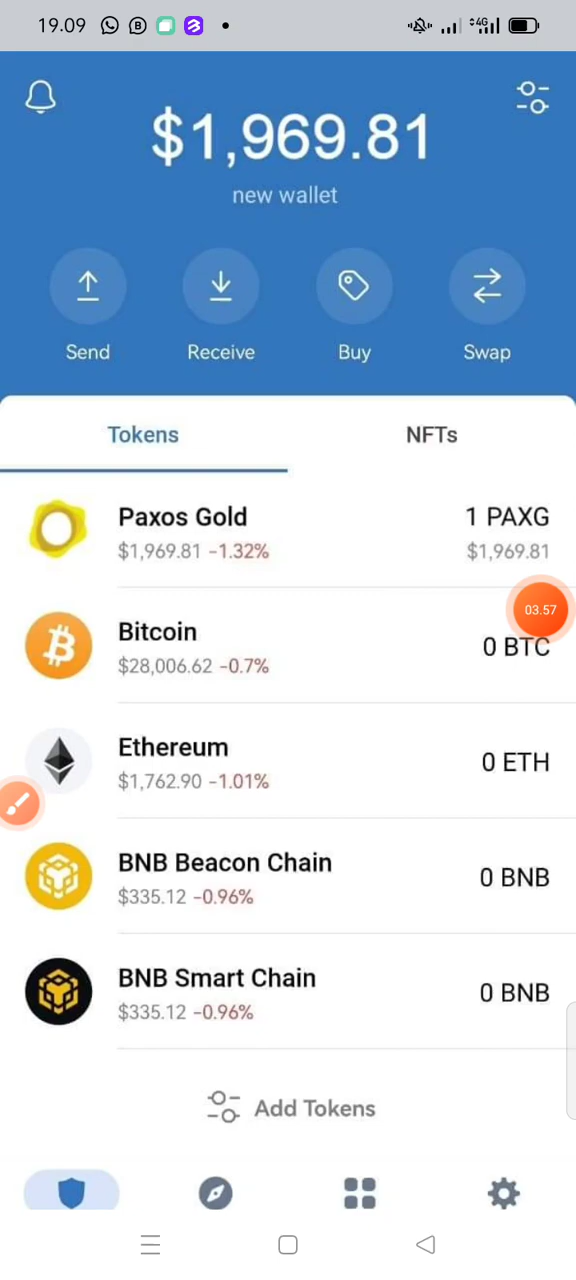 19.09
4G
$1,969.81
new wallet
Send Receive Buy Swap
Tokens NFTs
Paxos Gold 1 PAXG
$1,969.81 -1.32% $1,969.81
03.57
Bitcoin 0 BTC
$28,006.62 -0.7%
Ethereum 0 ETH
$1,762.90 -1.01%
BNB Beacon Chain 0 BNB
$335.12 -0.96%
BNB Smart Chain 0 BNB
$335.12 -0.96%
Add Tokens